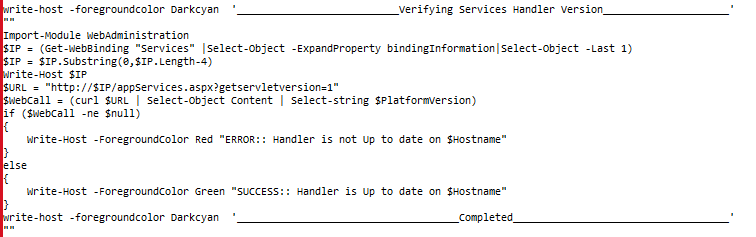 write-host -foregroundcolor Darkcyan  '_________________________Verifying Services Handler Version___________________'
""
Import-Module WebAdministration
$IP = (Get-WebBinding "Services" |Select-Object -ExpandProperty bindingInformation|Select-Object -Last 1)
$IP = $IP.Substring(0,$IP.Length-4)
Write-Host $IP
$URL = "http://$IP/appServices.aspx?getservletversion=1"
$WebCall = (curl $URL | Select-Object Content | Select-string $PlatformVersion)
if ($WebCall -ne $null)
{
    Write-Host -ForegroundColor Red "ERROR:: Handler is not Up to date on $Hostname"
}
else
{
    Write-Host -ForegroundColor Green "SUCCESS:: Handler is Up to date on $Hostname"
}
write-host -foregroundcolor Darkcyan  '__________________________________Completed_________________________________'
""